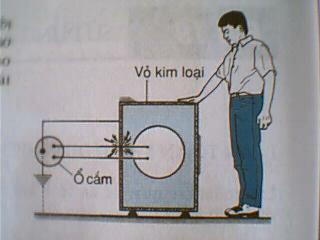 Vỏ kim loại
Ổ cắm